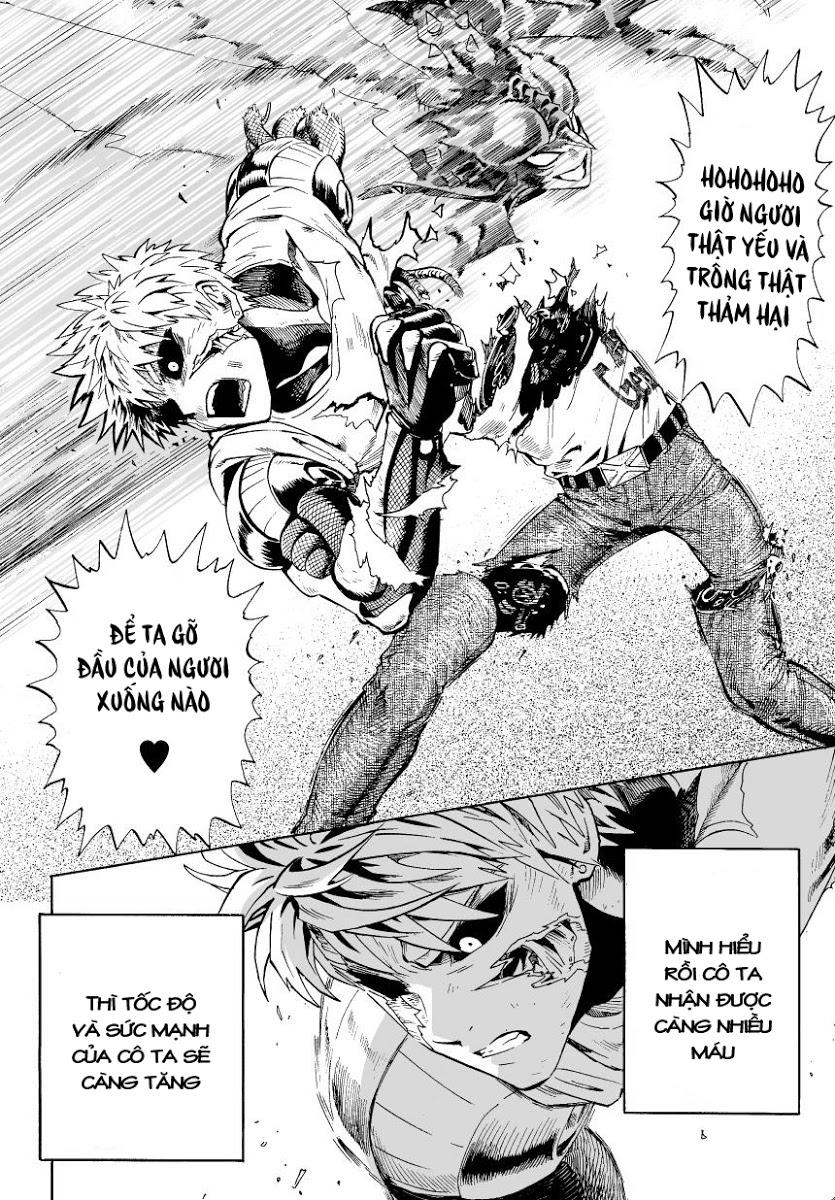 HOHOHOHO
GIỜ NGƯƠI
THẬT YẾU VÀ
TRÔNG THẬT
THẢM HẠI
Gen
ĐỂ TA GỠ
ĐẦU CỦA NGƯƠI
XUỐNG NÀO
♥
MÌNH HIỂU
RỒI CÔ TA
NHẬN ĐƯỢC
CÀNG NHIỀU
MÁU
THÌ TỐC ĐỘ
VÀ SỨC MẠNH
CỦA CÔ TA SẼ
CÀNG TĂNG